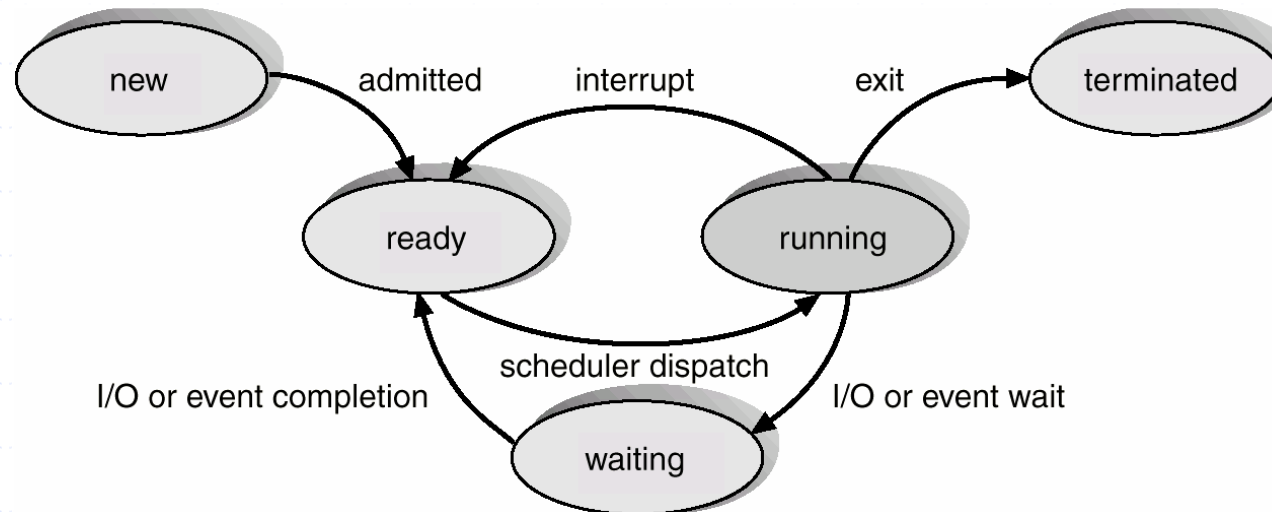 new
admitted
interrupt
exit
terminated
ready
running
scheduler dispatch
I/O or event completion
I/O or event wait
waiting